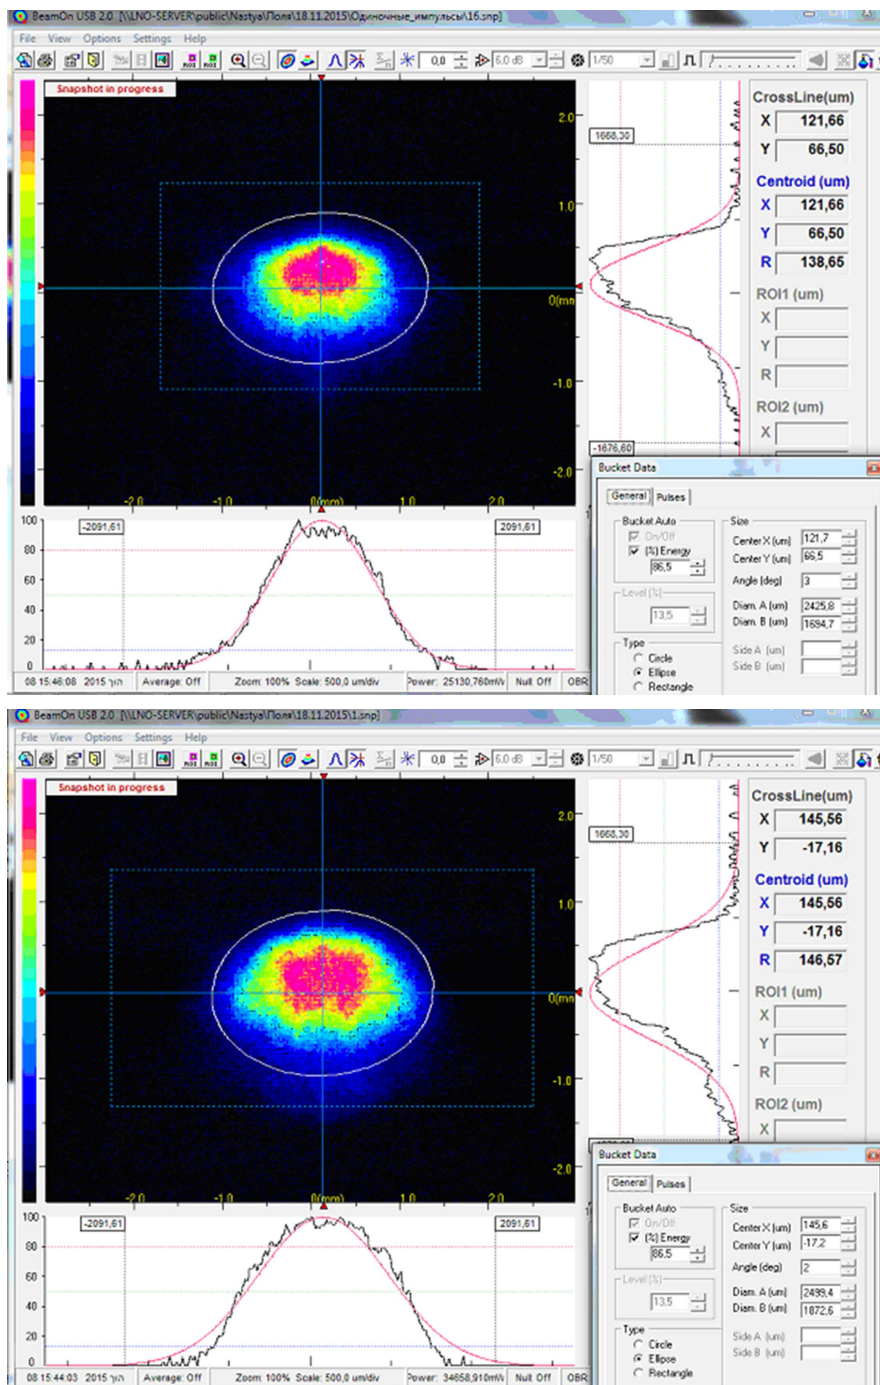 BeamOn USB 2.0 [\\LNO-SERVER\public\Nastya\Поля\18.11.2015\Одиночные_импульсы\16.snp]
File View Options Settings Help
0,0 6.0 dB 1/50
Snapshot in progress
2.0
1.0
0(mm
-1.0
-2.0
-2.0 -1.0 0(mm) 1.0 2.0
1668,30
-1676,60
CrossLine(um)
X 121,66
Y 66,50
Centroid (um)
X 121,66
Y 66,50
R 138,65
ROI1 (um)
X
Y
R
ROI2 (um)
X
100
80
60
40
20
0
-2091,61 2091,61
Bucket Data
General Pulses
Bucket Auto
On/Off
(%) Energy
86,5
Level (%)
13,5
Type
Circle
Ellipse
Rectangle
Size
Center X (um) 121,7
Center Y (um) 66,5
Angle (deg) 3
Diam. A (um) 2425,8
Diam. B (um) 1694,7
Side A (um)
Side B (um)
08 15:46:08 2015 Average: Off Zoom: 100% Scale: 500,0 um/div Power: 25130,760mW Null: Off OBR
BeamOn USB 2.0 [\\LNO-SERVER\public\Nastya\Поля\18.11.2015\1.snp]
File View Options Settings Help
0,0 6.0 dB 1/50
Snapshot in progress
2.0
1.0
0(mm
-1.0
-2.0
-2.0 -1.0 0(mm) 1.0 2.0
1668,30
CrossLine(um)
X 145,56
Y -17,16
Centroid (um)
X 145,56
Y -17,16
R 146,57
ROI1 (um)
X
Y
R
ROI2 (um)
X
100
80
60
40
20
0
-2091,61 2091,61
Bucket Data
General Pulses
Bucket Auto
On/Off
(%) Energy
86,5
Level (%)
13,5
Type
Circle
Ellipse
Rectangle
Size
Center X (um) 145,6
Center Y (um) -17,2
Angle (deg) 2
Diam. A (um) 2499,4
Diam. B (um) 1872,6
Side A (um)
Side B (um)
08 15:44:03 2015 Average: Off Zoom: 100% Scale: 500,0 um/div Power: 34658,910mW Null: Off OBR